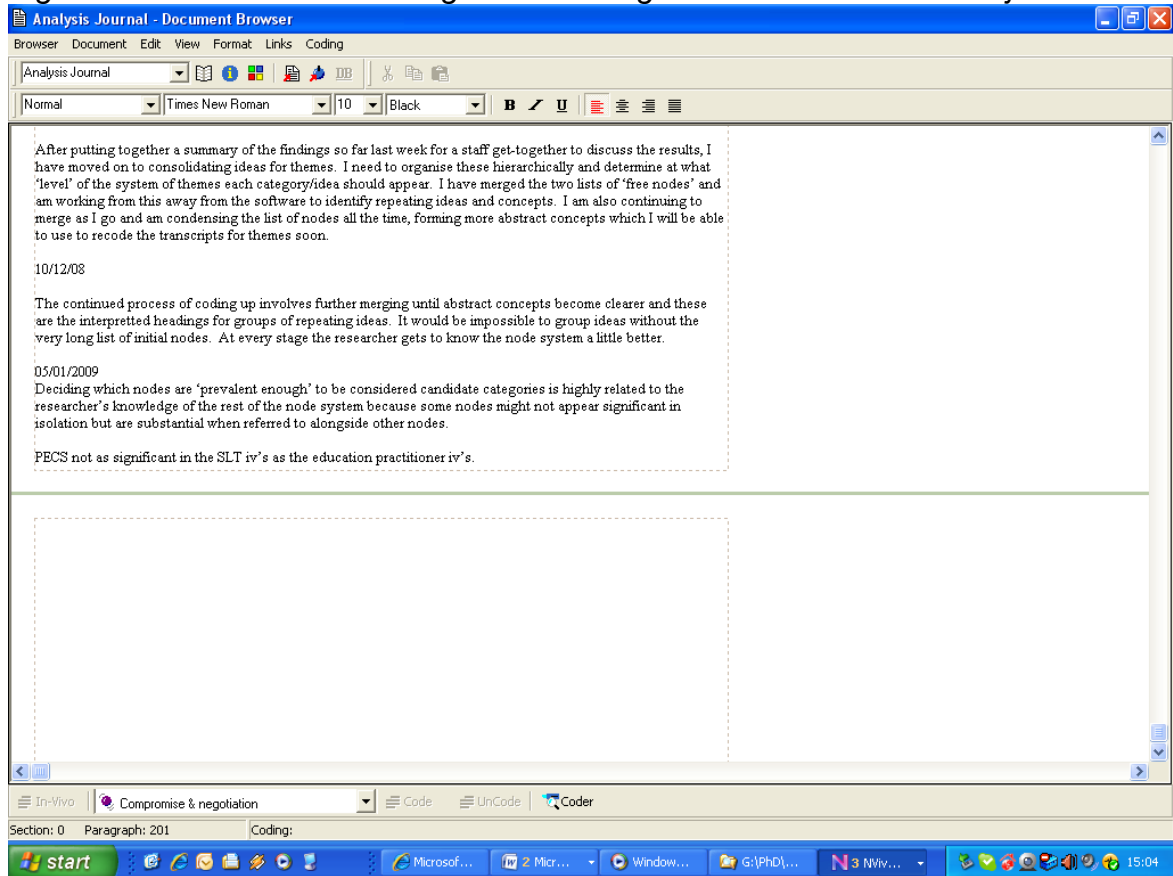 Analysis Journal - Document Browser
Browser Document Edit View Format Links Coding
Analysis Journal DB
Normal Times New Roman 10 Black B I U
After putting together a summary of the findings so far last week for a staff get-together to discuss the results, I
have moved on to consolidating ideas for themes. I need to organise these hierarchically and determine at what
‘level’ of the system of themes each category/idea should appear. I have merged the two lists of ‘free nodes’ and
am working from this away from the software to identify repeating ideas and concepts. I am also continuing to
merge as I go and am condensing the list of nodes all the time, forming more abstract concepts which I will be able
to use to recode the transcripts for themes soon.
10/12/08
The continued process of coding up involves further merging until abstract concepts become clearer and these
are the interpretted headings for groups of repeating ideas. It would be impossible to group ideas without the
very long list of initial nodes. At every stage the researcher gets to know the node system a little better.
05/01/2009
Deciding which nodes are ‘prevalent enough’ to be considered candidate categories is highly related to the
researcher’s knowledge of the rest of the node system because some nodes might not appear significant in
isolation but are substantial when referred to alongside other nodes.
PECS not as significant in the SLT iv’s as the education practitioner iv’s.
In-Vivo Compromise & negotiation Code UnCode Coder
Section: 0 Paragraph: 201 Coding:
start Microsof... 2 Micr... Window... G:\PhD\... 3 NViv... 15:04